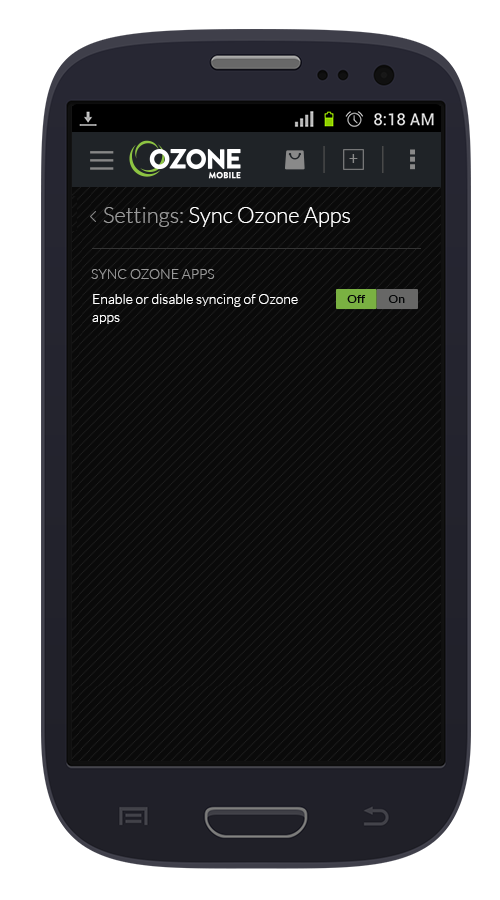 8:18 AM
OZONE
MOBILE
Settings: Sync Ozone Apps
SYNC OZONE APPS
Enable or disable syncing of Ozone
apps
Off On